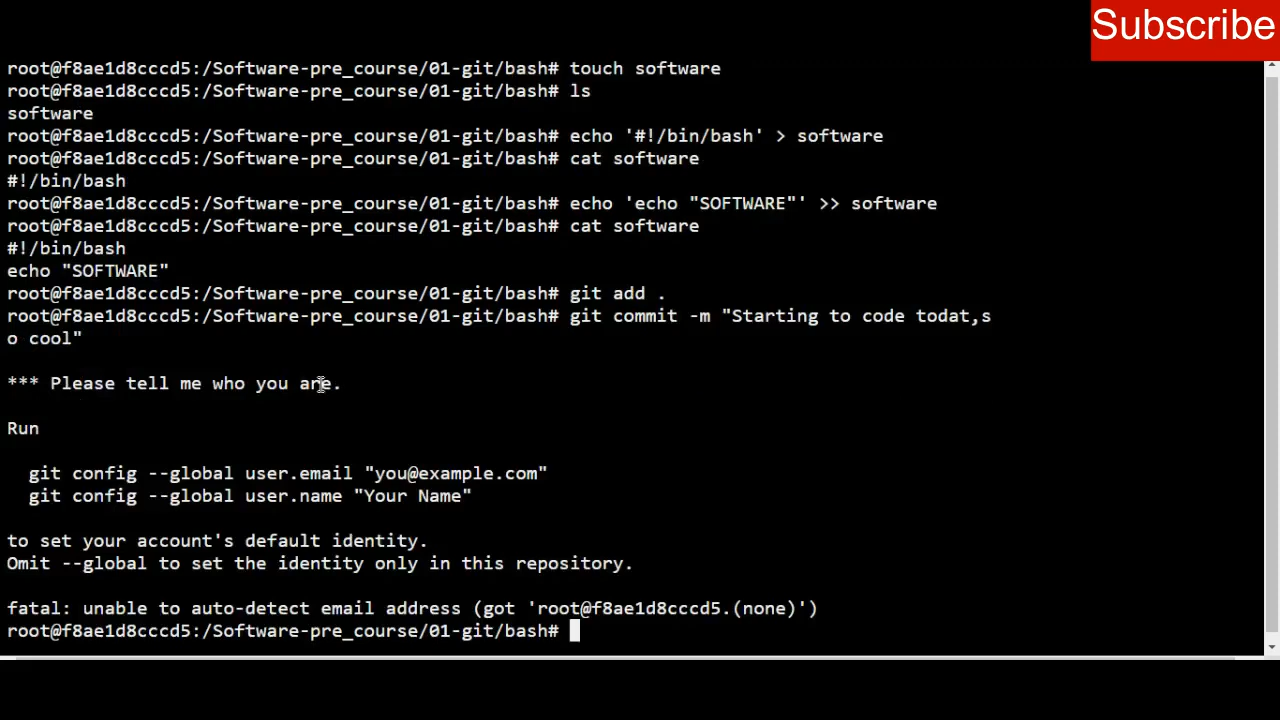 Subscribe
root@f8ae1d8cccd5:/Software-pre_course/01-git/bash# touch software
root@f8ae1d8cccd5:/Software-pre_course/01-git/bash# ls
software
root@f8ae1d8cccd5:/Software-pre_course/01-git/bash# echo '#!/bin/bash' > software
root@f8ae1d8cccd5:/Software-pre_course/01-git/bash# cat software
#!/bin/bash
root@f8ae1d8cccd5:/Software-pre_course/01-git/bash# echo 'echo "SOFTWARE"' >> software
root@f8ae1d8cccd5:/Software-pre_course/01-git/bash# cat software
#!/bin/bash
echo "SOFTWARE"
root@f8ae1d8cccd5:/Software-pre_course/01-git/bash# git add .
root@f8ae1d8cccd5:/Software-pre_course/01-git/bash# git commit -m "Starting to code todat,s
o cool"
*** Please tell me who you are.
Run
git config --global user.email "you@example.com"
git config --global user.name "Your Name"
to set your account's default identity.
Omit --global to set the identity only in this repository.
fatal: unable to auto-detect email address (got 'root@f8ae1d8cccd5.(none)')
root@f8ae1d8cccd5:/Software-pre_course/01-git/bash#